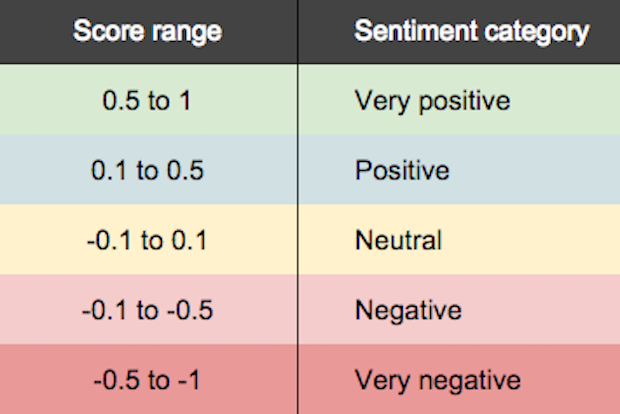 Score range Sentiment category
0.5 to 1 Very positive
0.1 to 0.5 Positive
-0.1 to 0.1 Neutral
-0.1 to -0.5 Negative
-0.5 to -1 Very negative